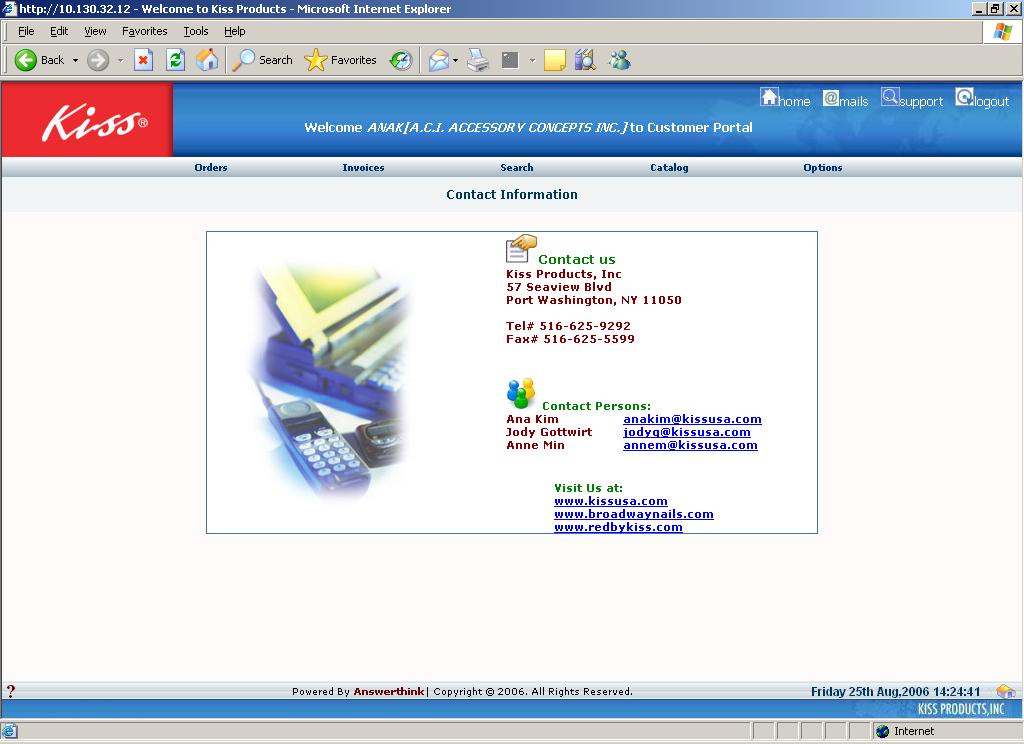 http://10.130.32.12 - Welcome to Kiss Products - Microsoft Internet Explorer
File Edit View Favorites Tools Help
Back Search Favorites
Kiss®
home @mails support logout
Welcome ANAK[A.C.I. ACCESSORY CONCEPTS INC.]to Customer Portal
Orders Invoices Search Catalog Options
Contact Information
Contact us
Kiss Products, Inc
57 Seaview Blvd
Port Washington, NY 11050
Tel# 516-625-9292
Fax# 516-625-5599
Contact Persons:
Ana Kim anakim@kissusa.com
Jody Gottwirt jodyg@kissusa.com
Anne Min annem@kissusa.com
Visit Us at:
www.kissusa.com
www.broadwaynails.com
www.redbykiss.com
? Powered By Answerthink| Copyright © 2006. All Rights Reserved. Friday 25th Aug,2006 14:24:41
KISS PRODUCTS,INC
Internet